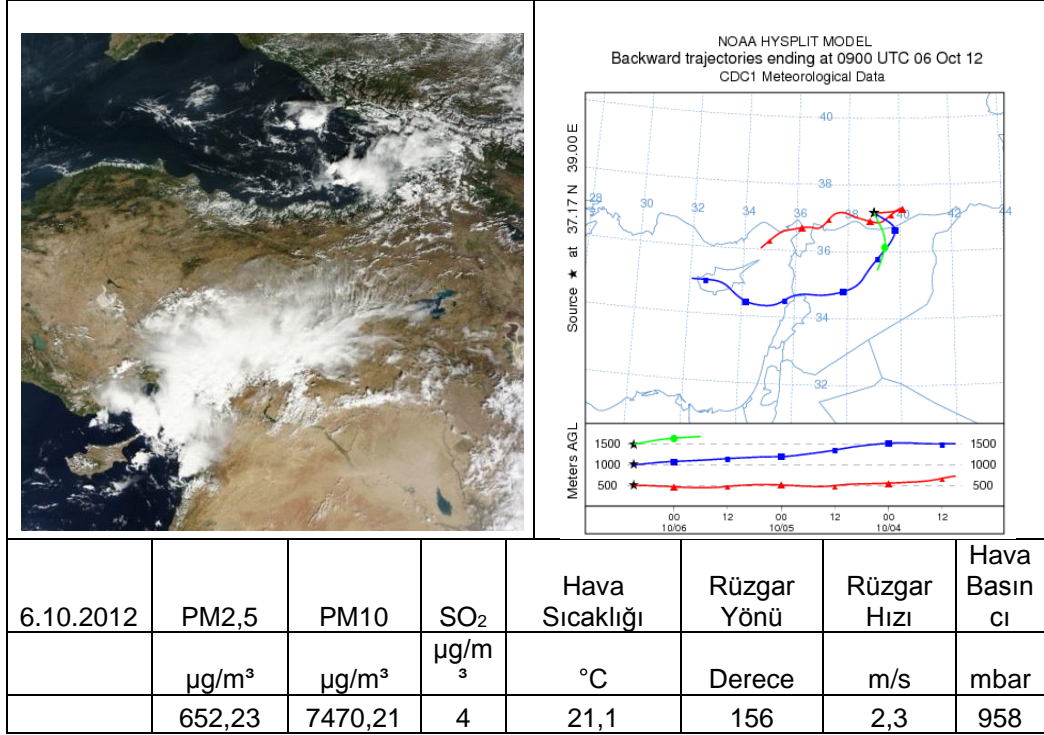 NOAA HYSPLIT MODEL
Backward trajectories ending at 0900 UTC 06 Oct 12
CDC1 Meteorological Data
Source ★ at 37.17 N 39.00 E
40
38
28 30 32 34 36 38 40 42 44
36
34
32
Meters AGL
1500 1500
1000 1000
500 500
00 12 00 12 00 12
10/06 10/05 10/04
Hava
Hava Rüzgar Rüzgar Basın
6.10.2012 PM2,5 PM10 SO₂ Sıcaklığı Yönü Hızı cı
µg/m
µg/m³ µg/m³ ³ °C Derece m/s mbar
652,23 7470,21 4 21,1 156 2,3 958